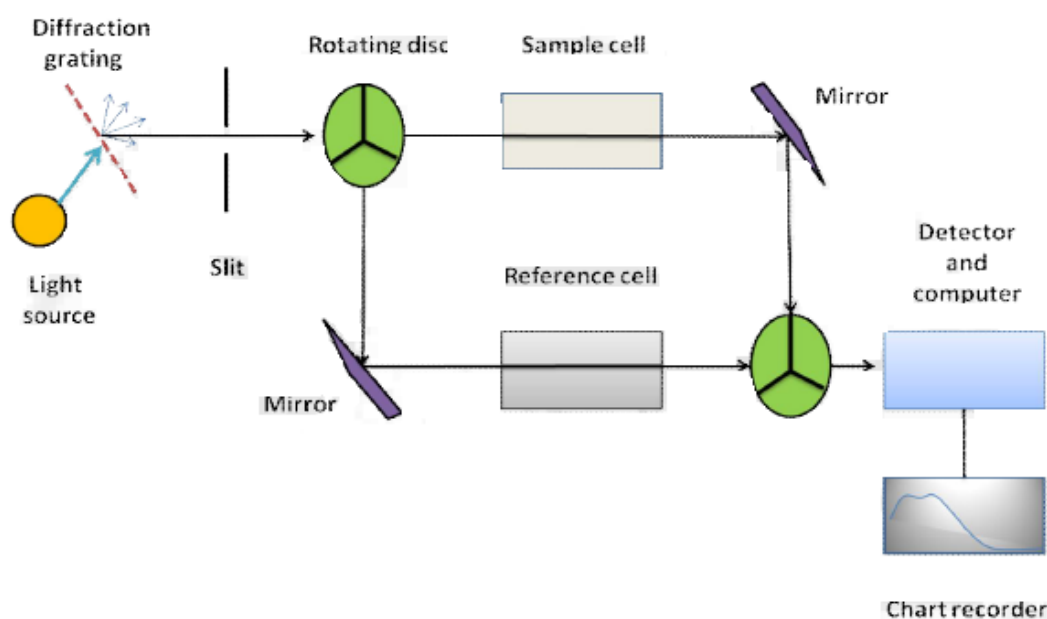 Diffraction
grating
Rotating disc
Sample cell
Mirror
Light
source
Slit
Reference cell
Detector
and
computer
Mirror
Chart recorder